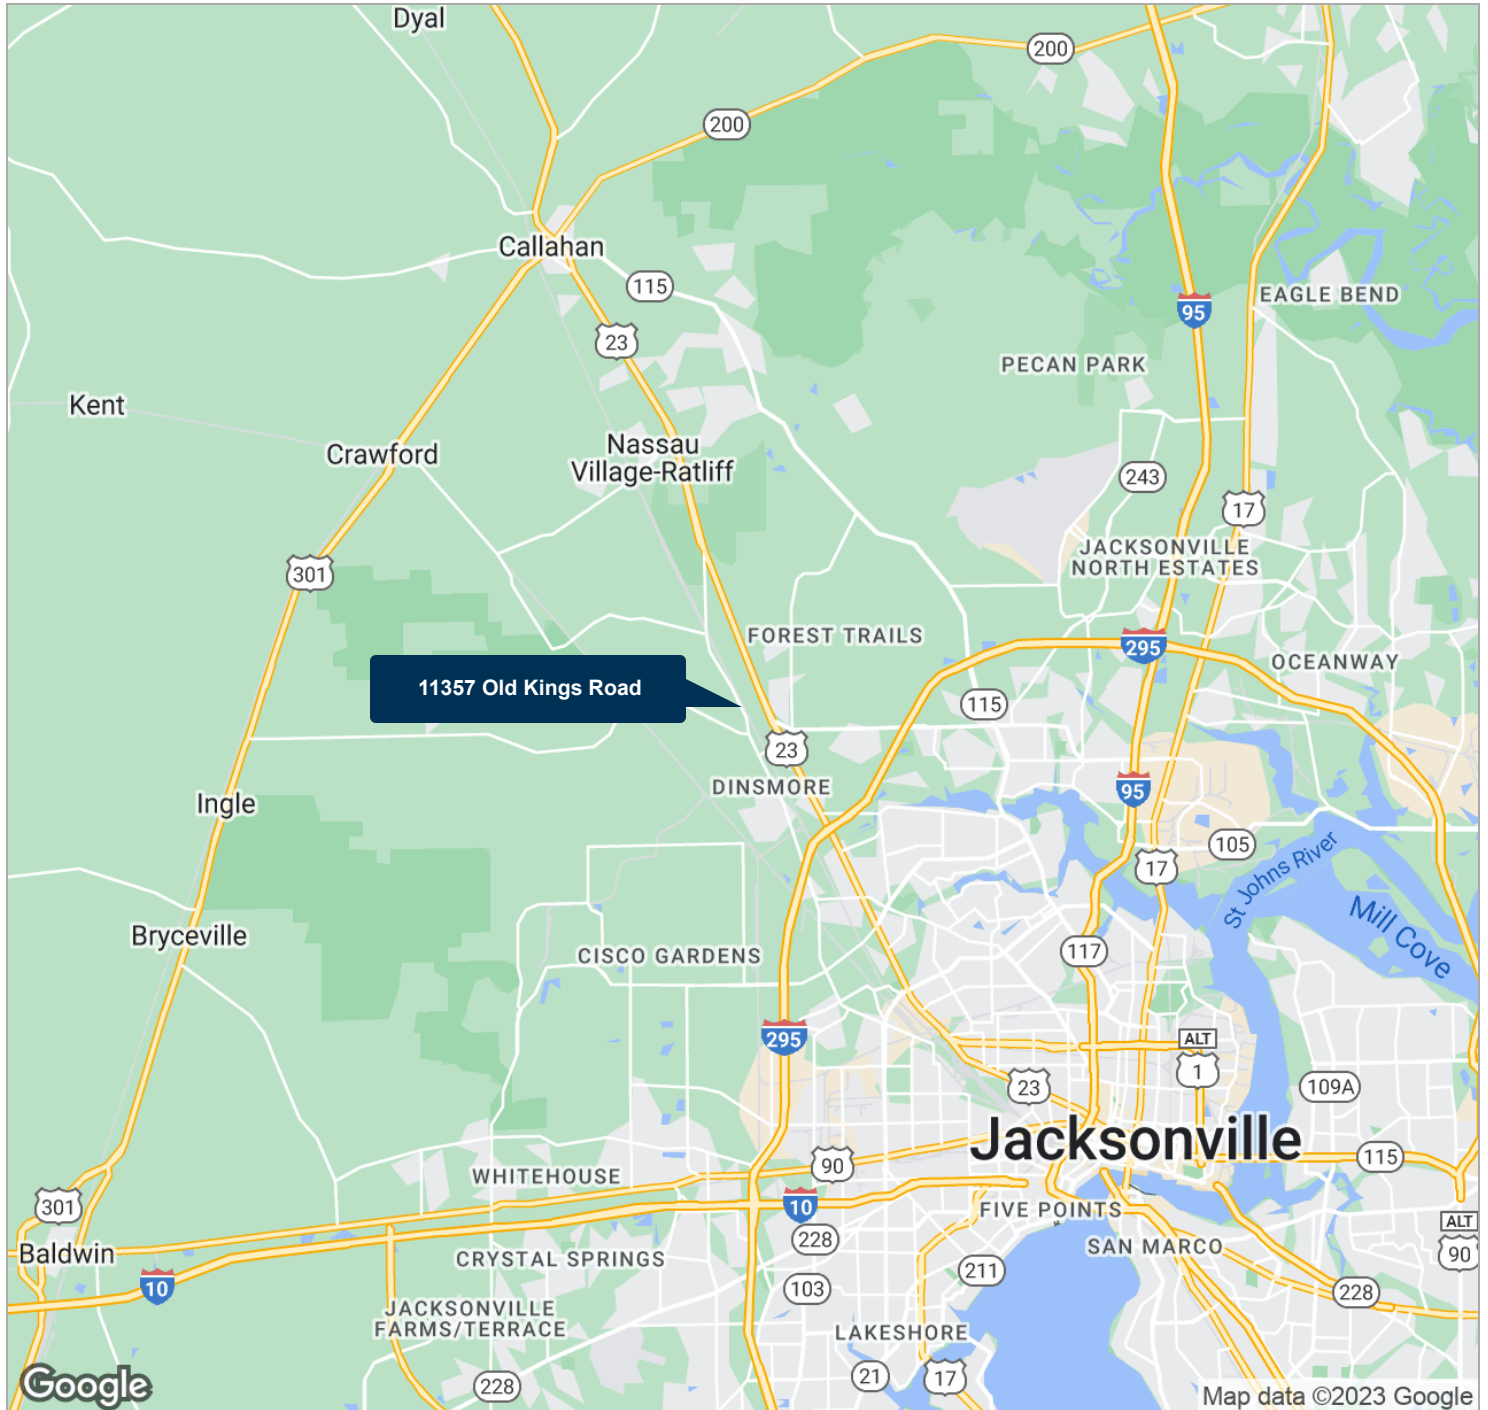 Dyal
200
200
Callahan
115
EAGLE BEND
95
23
PECAN PARK
Kent
Crawford
Nassau
Village-Ratliff
243
17
JACKSONVILLE
NORTH ESTATES
301
FOREST TRAILS
295
OCEANWAY
11357 Old Kings Road
115
23
DINSMORE
95
Ingle
105
17
St Johns River
Mill Cove
Bryceville
117
CISCO GARDENS
295
ALT
1
23
109A
Jacksonville
115
90
WHITEHOUSE
301
10
FIVE POINTS
ALT
90
228
SAN MARCO
Baldwin
CRYSTAL SPRINGS
211
10
103
228
JACKSONVILLE
FARMS/TERRACE
LAKESHORE
21
17
228
Google
Map data ©2023 Google